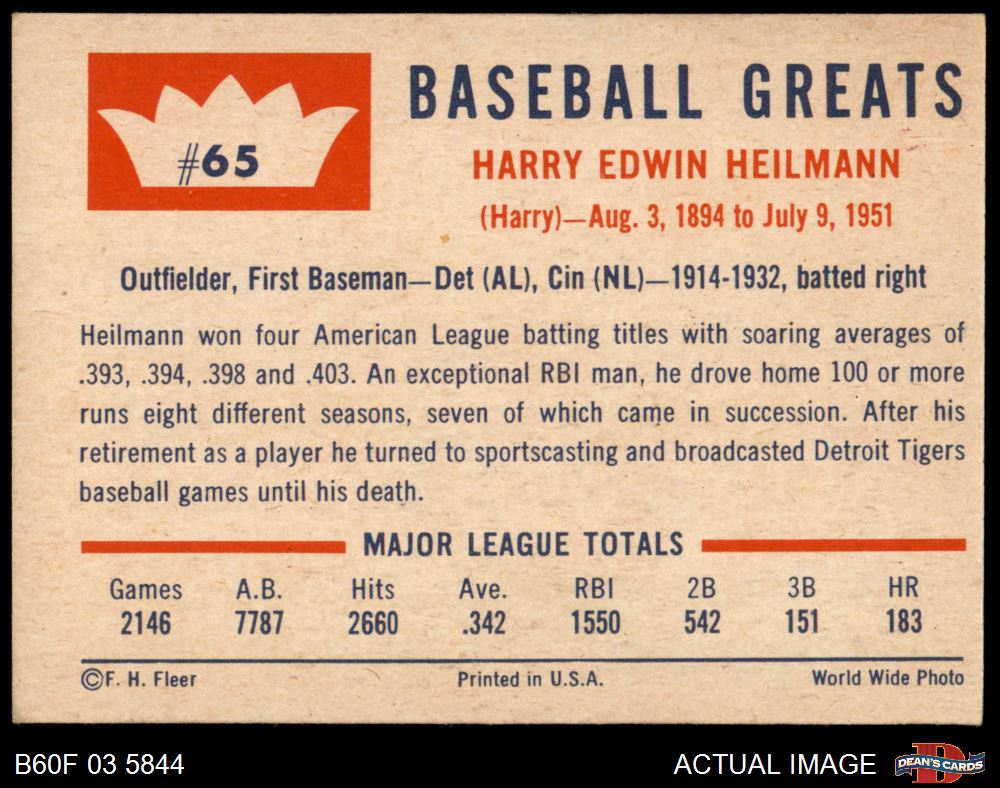 #65
BASEBALL GREATS
HARRY EDWIN HEILMANN
(Harry)—Aug. 3, 1894 to July 9, 1951
Outfielder, First Baseman—Det (AL), Cin (NL)—1914-1932, batted right
Heilmann won four American League batting titles with soaring averages of
.393, .394, .398 and .403. An exceptional RBI man, he drove home 100 or more
runs eight different seasons, seven of which came in succession. After his
retirement as a player he turned to sportscasting and broadcasted Detroit Tigers
baseball games until his death.
MAJOR LEAGUE TOTALS
Games A.B. Hits Ave. RBI 2B 3B HR
2146 7787 2660 .342 1550 542 151 183
©F. H. Fleer Printed in U.S.A. World Wide Photo
B60F 03 5844 ACTUAL IMAGE DEAN'S CARDS